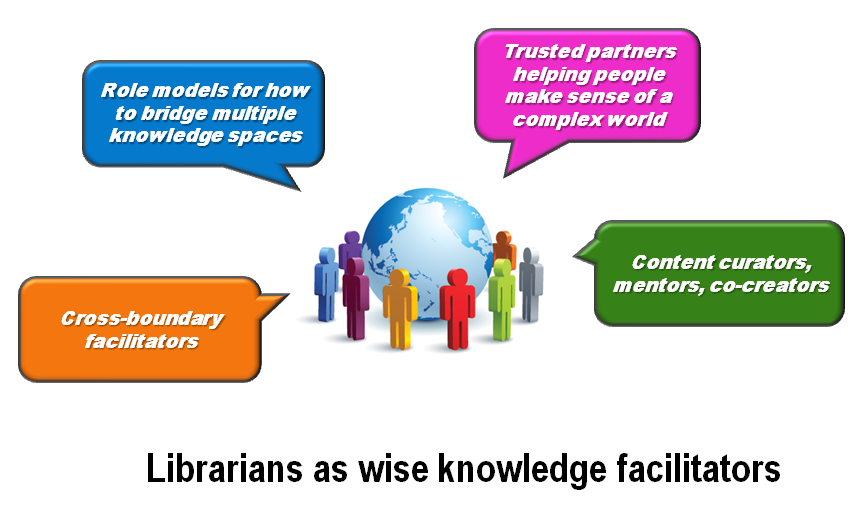 Role models for how
to bridge multiple
knowledge spaces
Trusted partners
helping people
make sense of a
complex world
Cross-boundary
facilitators
Content curators,
mentors, co-creators
Librarians as wise knowledge facilitators